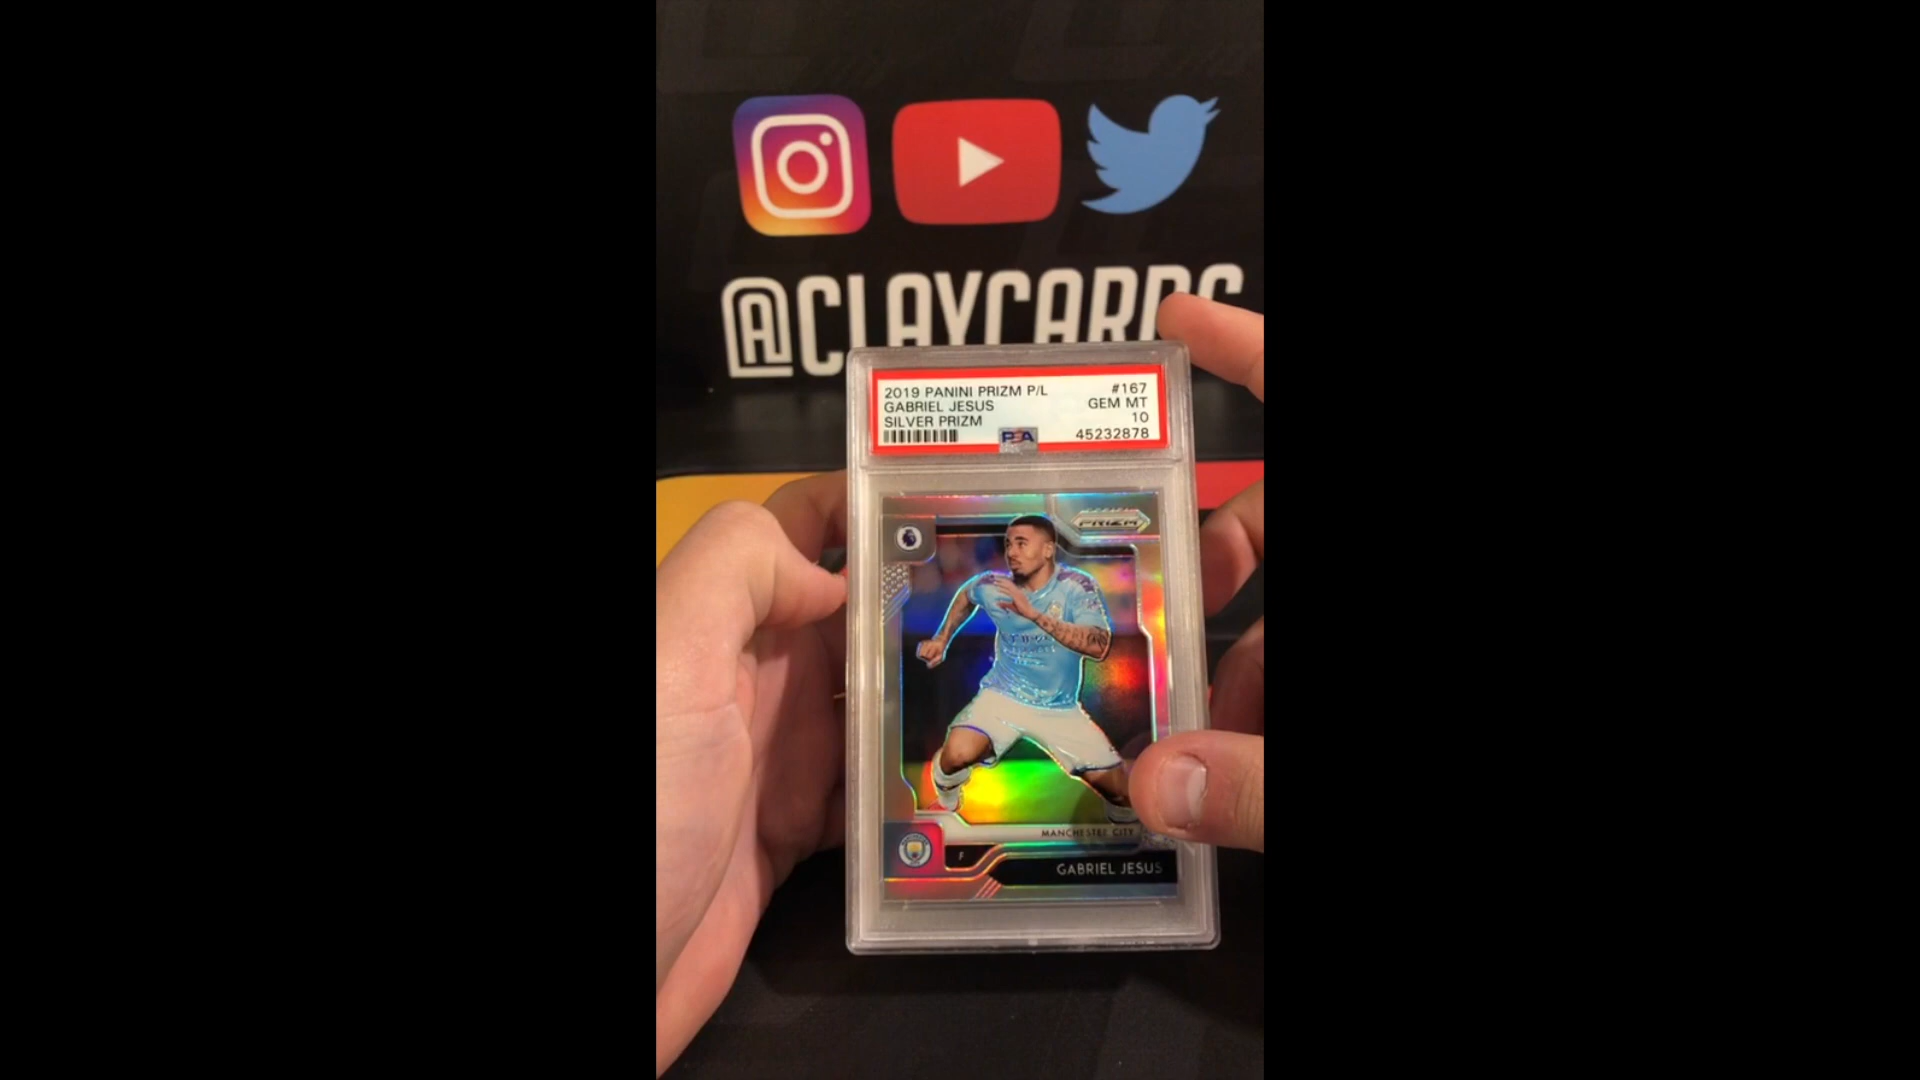 @CLAYCARDS
2019 PANINI PRIZM P/L #167
GABRIEL JESUS GEM MT
SILVER PRIZM 10
PSA 45232878
PRIZM
MANCHESTER CITY
F
GABRIEL JESUS